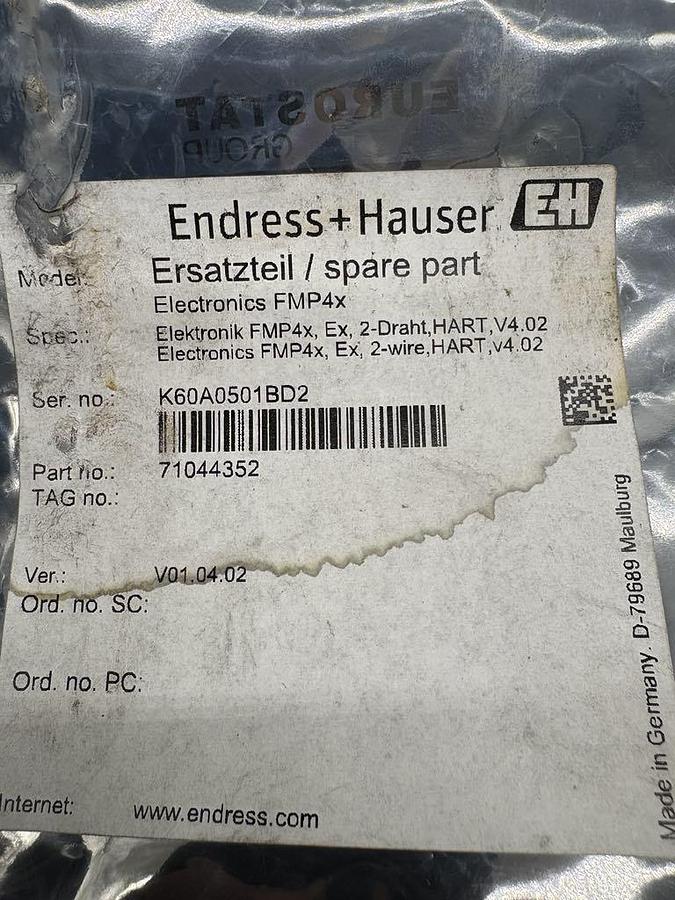 EUROSTAT
GROUP
Endress+Hauser EH
Model: Ersatzteil / spare part
Electronics FMP4x
Spec.: Elektronik FMP4x, Ex, 2-Draht,HART,V4.02
Electronics FMP4x, Ex, 2-wire,HART,v4.02
Ser. no.: K60A0501BD2
Part no.: 71044352
TAG no.:
Ver.: V01.04.02
Ord. no. SC:
Ord. no. PC:
Internet: www.endress.com
Made in Germany. D-79689 Maulburg